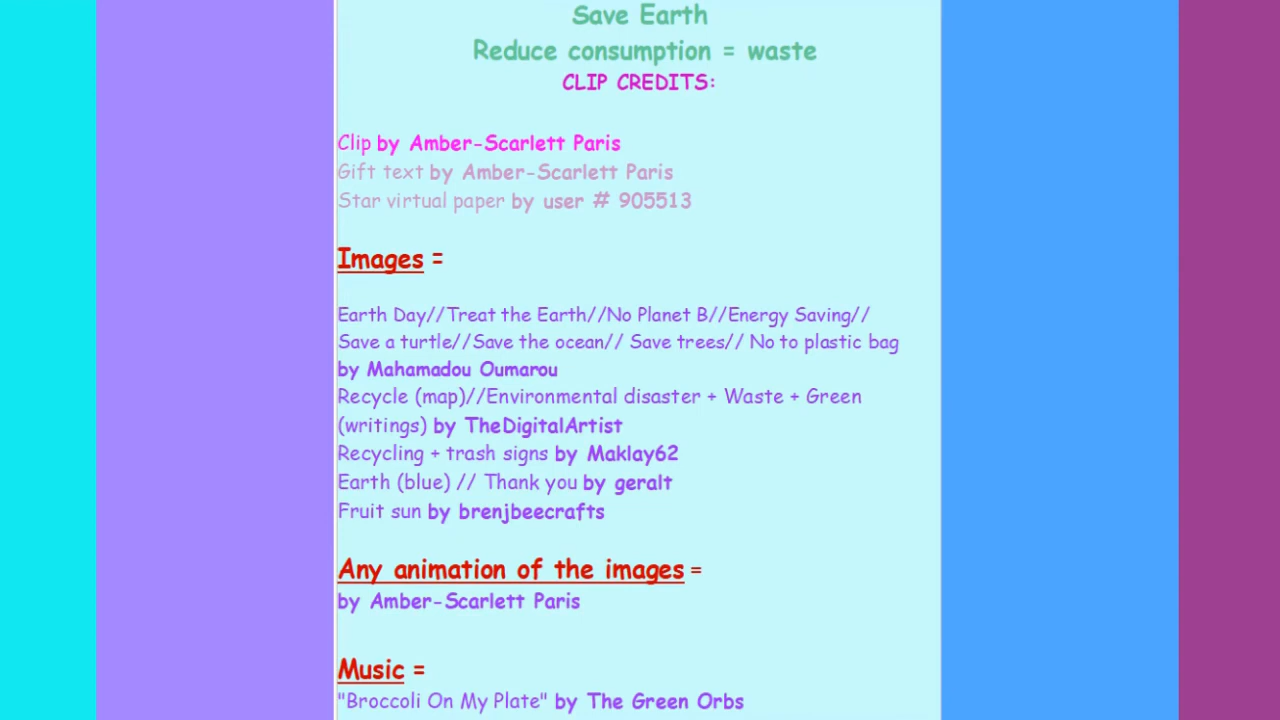 Save Earth
Reduce consumption = waste
CLIP CREDITS:
Clip by Amber-Scarlett Paris
Gift text by Amber-Scarlett Paris
Star virtual paper by user # 905513
Images =
Earth Day//Treat the Earth//No Planet B//Energy Saving//
Save a turtle//Save the ocean// Save trees// No to plastic bag
by Mahamadou Oumarou
Recycle (map)//Environmental disaster + Waste + Green
(writings) by TheDigitalArtist
Recycling + trash signs by Maklay62
Earth (blue) // Thank you by geralt
Fruit sun by brenjbeecrafts
Any animation of the images =
by Amber-Scarlett Paris
Music =
"Broccoli On My Plate" by The Green Orbs